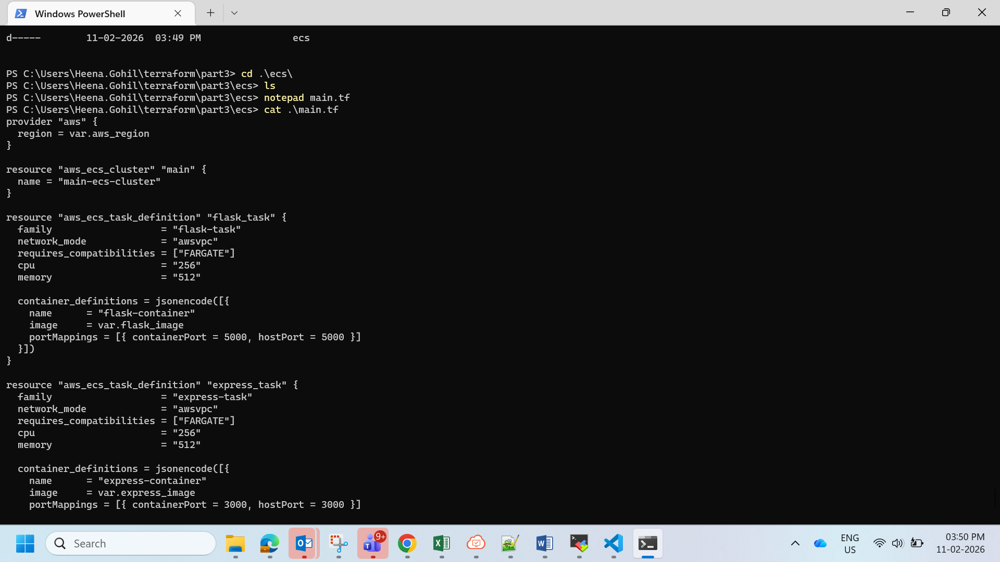 Windows PowerShell
d-----        11-02-2026  03:49 PM                ecs
PS C:\Users\Heena.Gohil\terraform\part3> cd .\ecs\
PS C:\Users\Heena.Gohil\terraform\part3\ecs> ls
PS C:\Users\Heena.Gohil\terraform\part3\ecs> notepad main.tf
PS C:\Users\Heena.Gohil\terraform\part3\ecs> cat .\main.tf
provider "aws" {
  region = var.aws_region
}
resource "aws_ecs_cluster" "main" {
  name = "main-ecs-cluster"
}
resource "aws_ecs_task_definition" "flask_task" {
  family                   = "flask-task"
  network_mode             = "awsvpc"
  requires_compatibilities = ["FARGATE"]
  cpu                      = "256"
  memory                   = "512"
  container_definitions = jsonencode([{
    name      = "flask-container"
    image     = var.flask_image
    portMappings = [{ containerPort = 5000, hostPort = 5000 }]
  }])
}
resource "aws_ecs_task_definition" "express_task" {
  family                   = "express-task"
  network_mode             = "awsvpc"
  requires_compatibilities = ["FARGATE"]
  cpu                      = "256"
  memory                   = "512"
  container_definitions = jsonencode([{
    name      = "express-container"
    image     = var.express_image
    portMappings = [{ containerPort = 3000, hostPort = 3000 }]
Search
9+
ENG
US
03:50 PM
11-02-2026